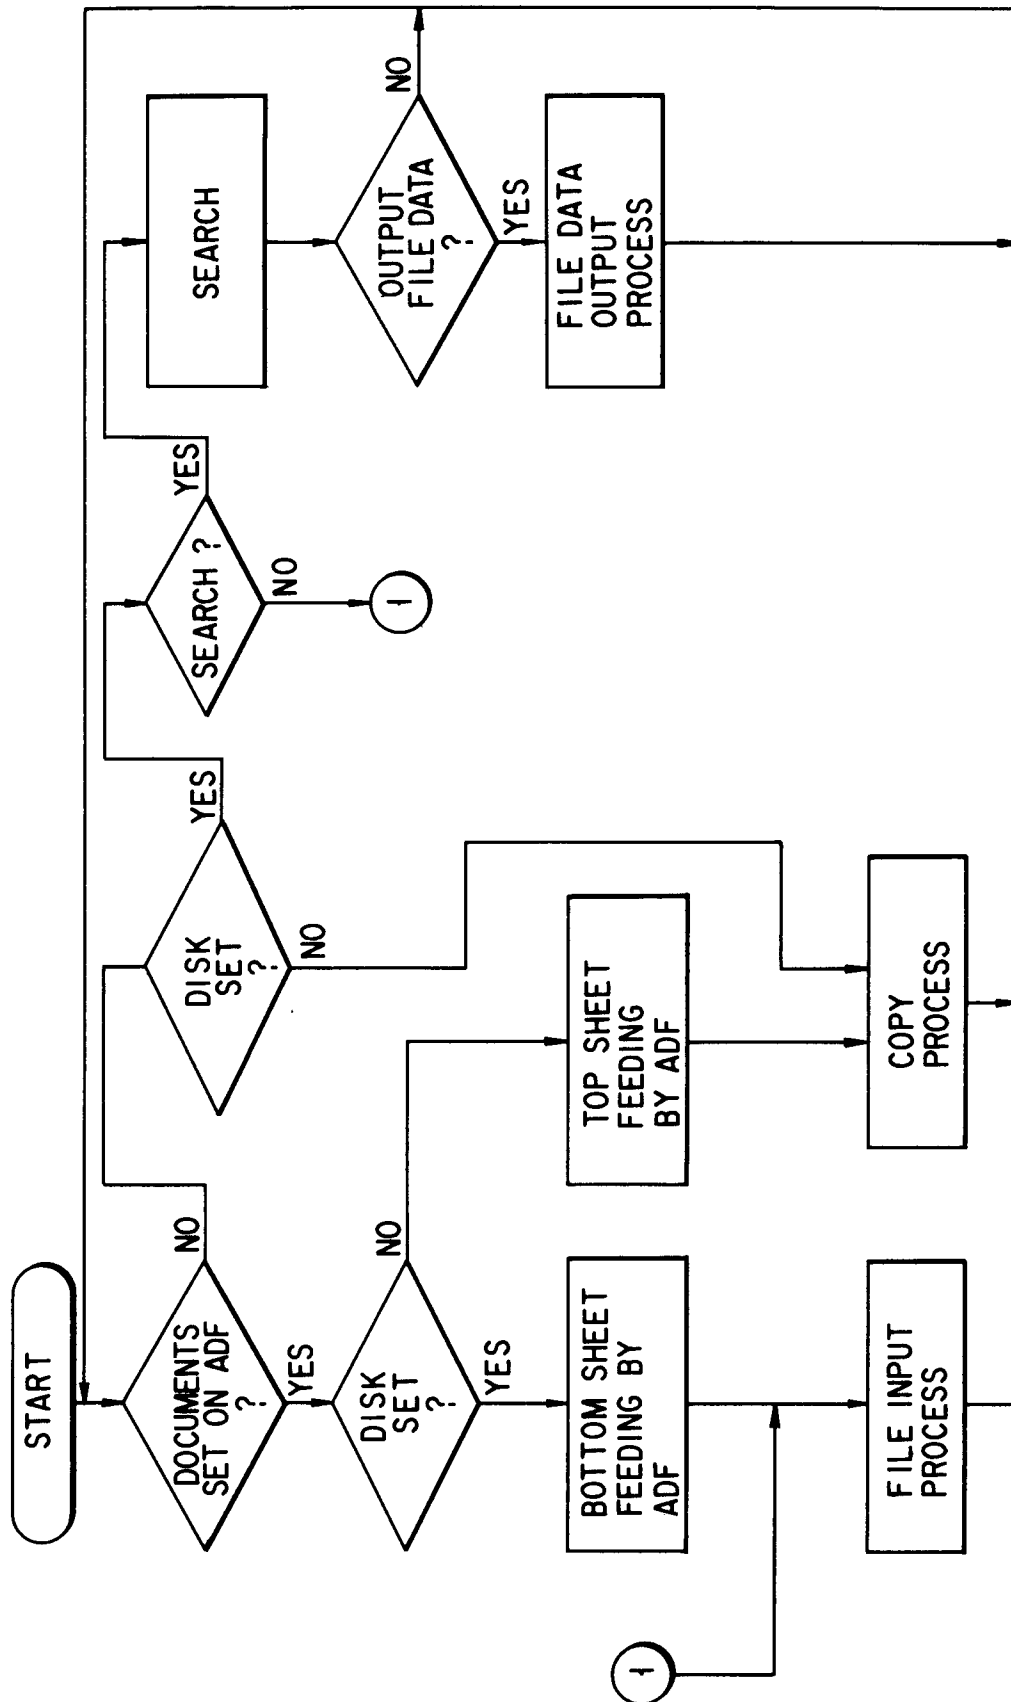 START
DOCUMENTS
SET ON ADF
?
NO
YES
DISK
SET
?
NO
YES
BOTTOM SHEET
FEEDING BY
ADF
1
FILE INPUT
PROCESS
TOP SHEET
FEEDING
BY ADF
COPY
PROCESS
DISK
SET
?
YES
NO
SEARCH ?
YES
NO
1
SEARCH
OUTPUT
FILE DATA
?
NO
YES
FILE DATA
OUTPUT
PROCESS